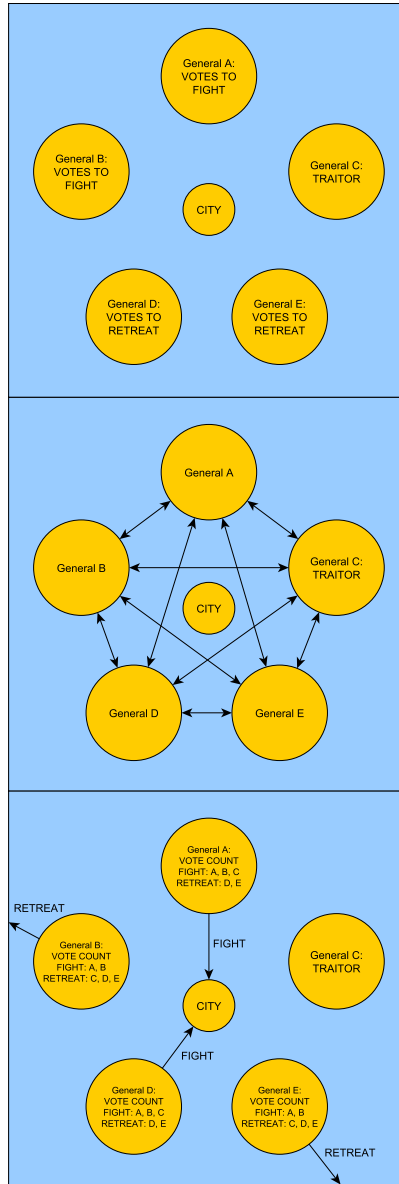 General A:
VOTES TO
FIGHT
General B:
VOTES TO
FIGHT
General C:
TRAITOR
CITY
General D:
VOTES TO
RETREAT
General E:
VOTES TO
RETREAT
General A
General B
General C:
TRAITOR
CITY
General D
General E
General A:
VOTE COUNT
FIGHT: A, B, C
RETREAT: D, E
RETREAT
FIGHT
General B:
VOTE COUNT
FIGHT: A, B
RETREAT: C, D, E
General C:
TRAITOR
CITY
FIGHT
General D:
VOTE COUNT
FIGHT: A, B, C
RETREAT: D, E
General E:
VOTE COUNT
FIGHT: A, B
RETREAT: C, D, E
RETREAT